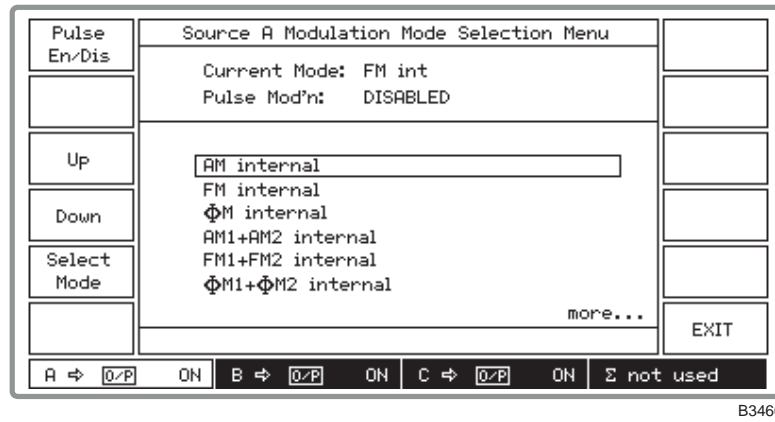 Pulse
En/Dis
Source A Modulation Mode Selection Menu
Current Mode: FM int
Pulse Mod'n: DISABLED
Up
Down
Select
Mode
AM internal
FM internal
ΦM internal
AM1+AM2 internal
FM1+FM2 internal
ΦM1+ΦM2 internal
more...
EXIT
A ⇨ O/P ON B ⇨ O/P ON C ⇨ O/P ON Σ not used